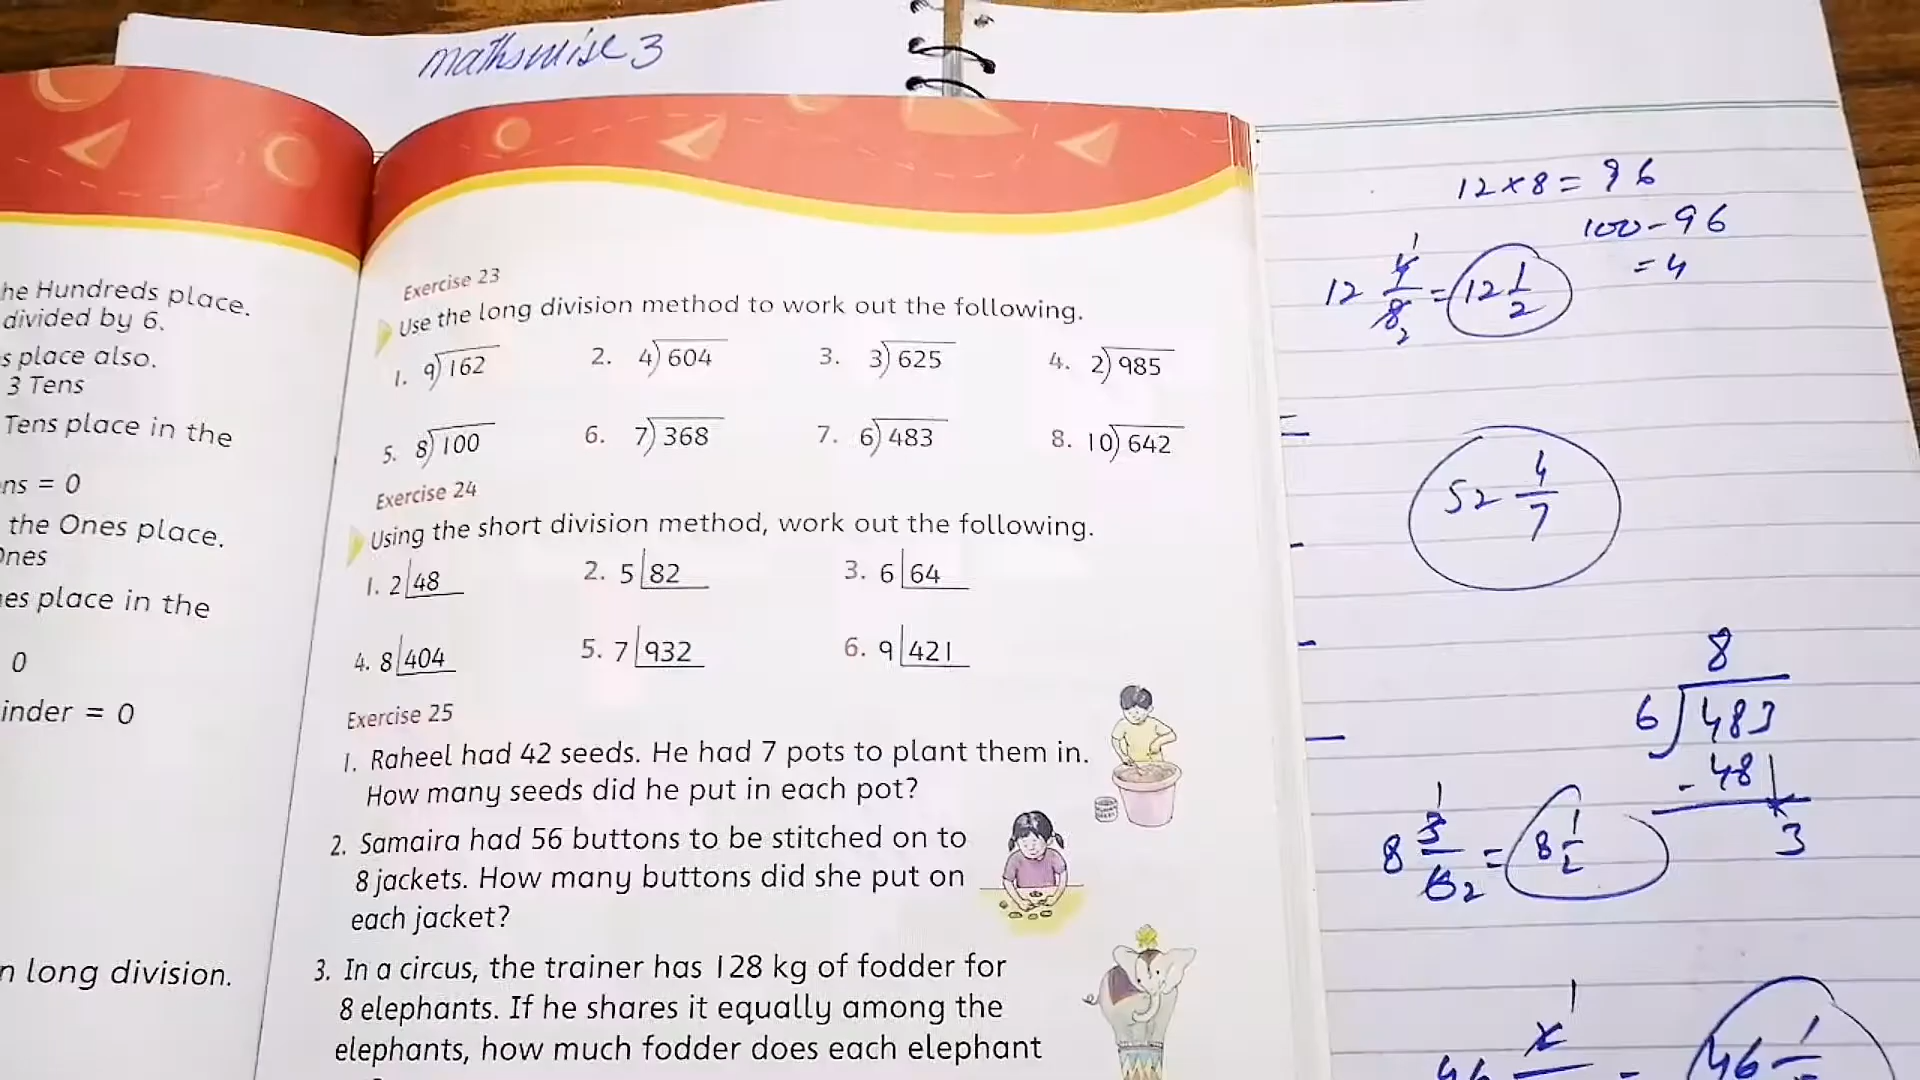 mathswise 3
he Hundreds place.
divided by 6.
s place also.
3 Tens
Tens place in the
ns = 0
the Ones place.
nes
es place in the
0
inder = 0
n long division.
Exercise 23
Use the long division method to work out the following.
1. 9)162 2. 4)604 3. 3)625 4. 2)985
5. 8)100 6. 7)368 7. 6)483 8. 10)642
Exercise 24
Using the short division method, work out the following.
1. 2|48 2. 5|82 3. 6|64
4. 8|404 5. 7|932 6. 9|421
Exercise 25
1. Raheel had 42 seeds. He had 7 pots to plant them in.
How many seeds did he put in each pot?
2. Samaira had 56 buttons to be stitched on to
8 jackets. How many buttons did she put on
each jacket?
3. In a circus, the trainer has 128 kg of fodder for
8 elephants. If he shares it equally among the
elephants, how much fodder does each elephant
12 x 8 = 96
100 - 96
= 4
1
12 4/8 2 = 12 1/2
52 4/7
8
6)483
- 48
3
1
8 3/6 2 = 8 1/2
1
46 = 46 1